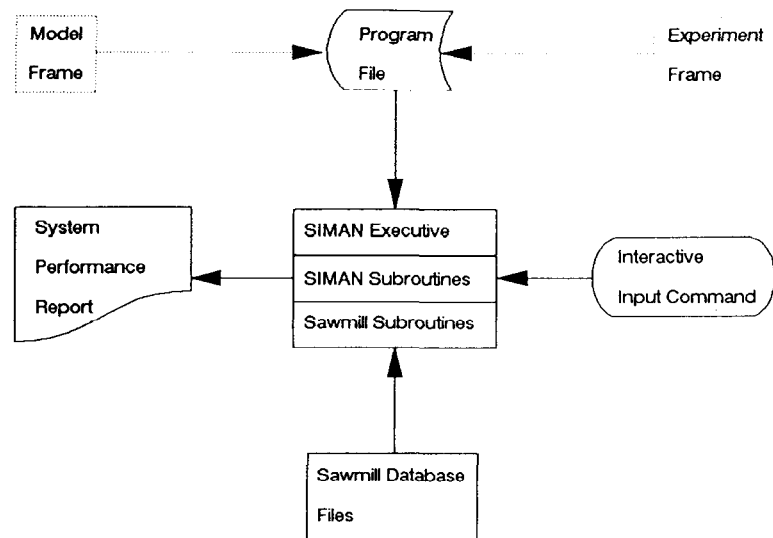 Model
Frame
Program
File
Experiment
Frame
System
Performance
Report
SIMAN Executive
SIMAN Subroutines
Sawmill Subroutines
Interactive
Input Command
Sawmill Database
Files